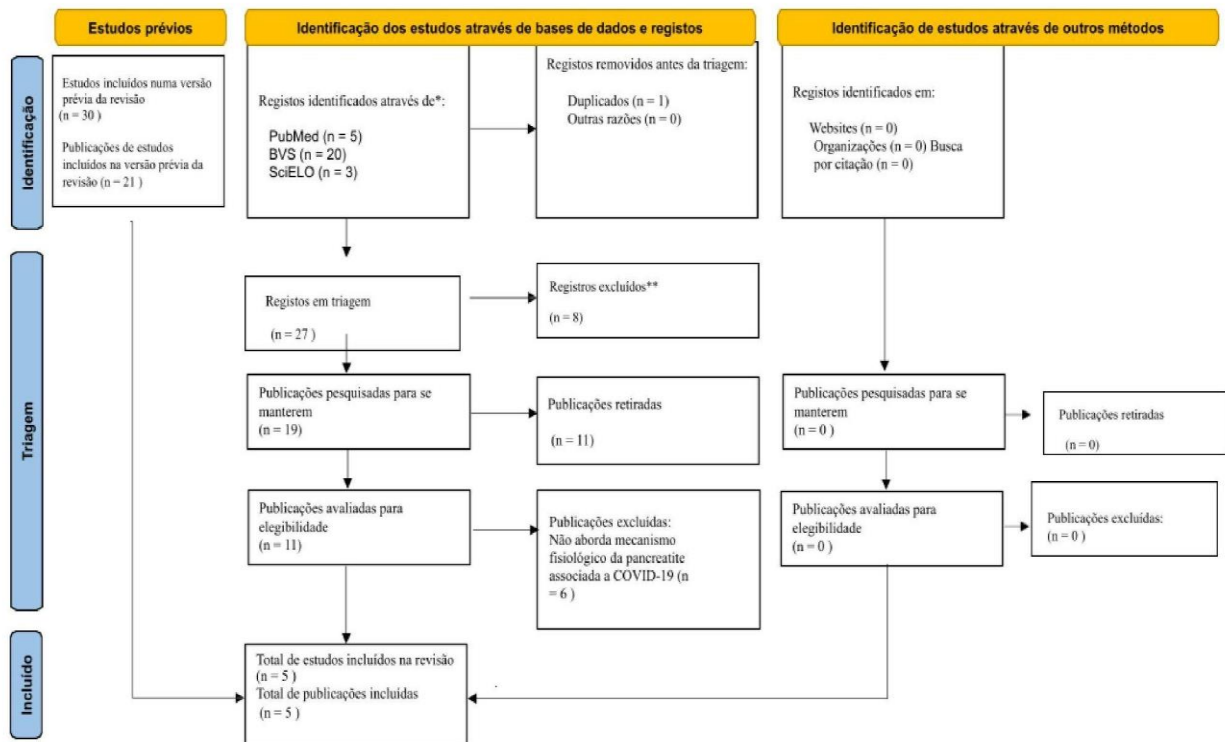 Estudos prévios
Identificação dos estudos através de bases de dados e registos
Identificação de estudos através de outros métodos
Identificação
Estudos incluídos numa versão
prévia da revisão
(n = 30 )
Publicações de estudos
incluídos na versão prévia da
revisão (n = 21 )
Registos identificados através de*:
PubMed (n = 5)
BVS (n = 20)
SciELO (n = 3)
Registos removidos antes da triagem:
Duplicados (n = 1)
Outras razões (n = 0)
Registos identificados em:
Websites (n = 0)
Organizações (n = 0) Busca
por citação (n = 0)
Triagem
Registos em triagem
(n = 27 )
Registros excluídos**
(n = 8)
Publicações pesquisadas para se
manterem
(n = 19)
Publicações retiradas
(n = 11)
Publicações pesquisadas para se
manterem
(n = 0 )
Publicações retiradas
(n = 0)
Publicações avaliadas para
elegibilidade
(n = 11)
Publicações excluídas:
Não aborda mecanismo
fisiológico da pancreatite
associada a COVID-19 (n
= 6 )
Publicações avaliadas para
elegibilidade
(n = 0 )
Publicações excluídas:
(n = 0 )
Incluído
Total de estudos incluídos na revisão
(n = 5 )
Total de publicações incluídas
(n = 5 )